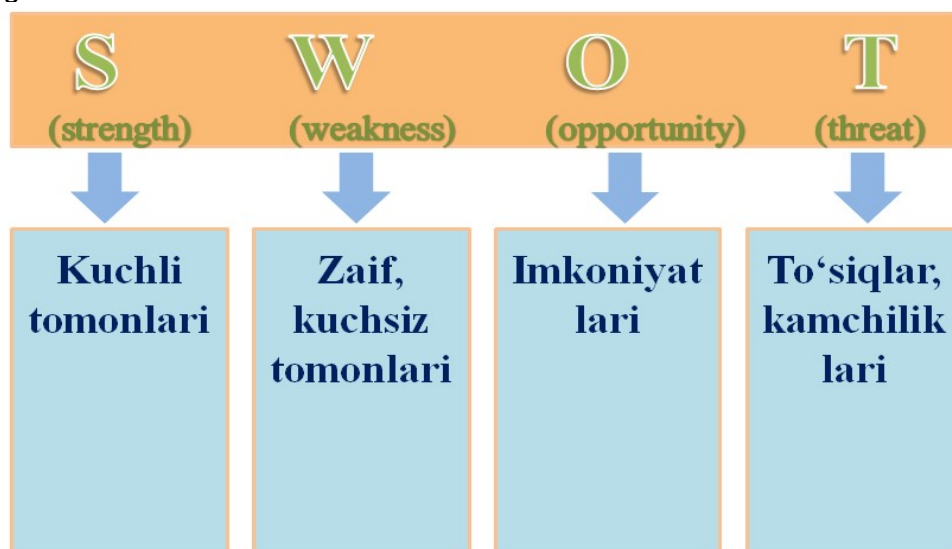 S W O T
(strength) (weakness) (opportunity) (threat)
Kuchli
tomonlari
Zaif,
kuchsiz
tomonlari
Imkoniyat
lari
To‘siqlar,
kamchilik
lari